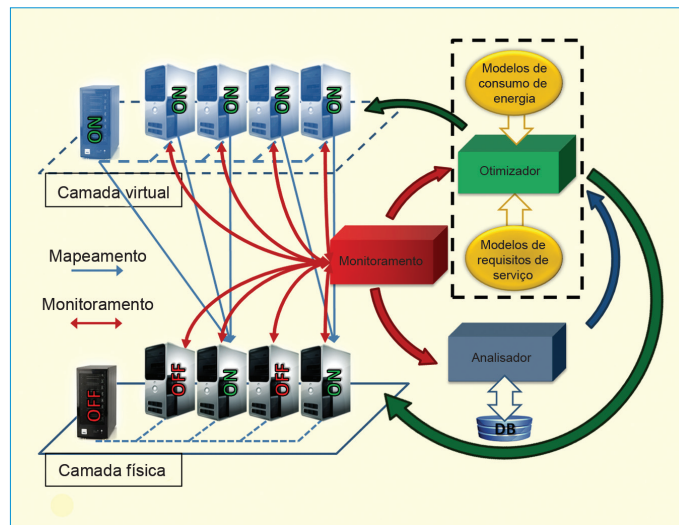 ON
ON
ON
ON
ON
Camada virtual
Modelos de
consumo de
energia
Otimizador
Modelos de
requisitos de
serviço
Mapeamento
Monitoramento
Monitoramento
Analisador
DB
OFF
OFF
ON
OFF
ON
Camada física